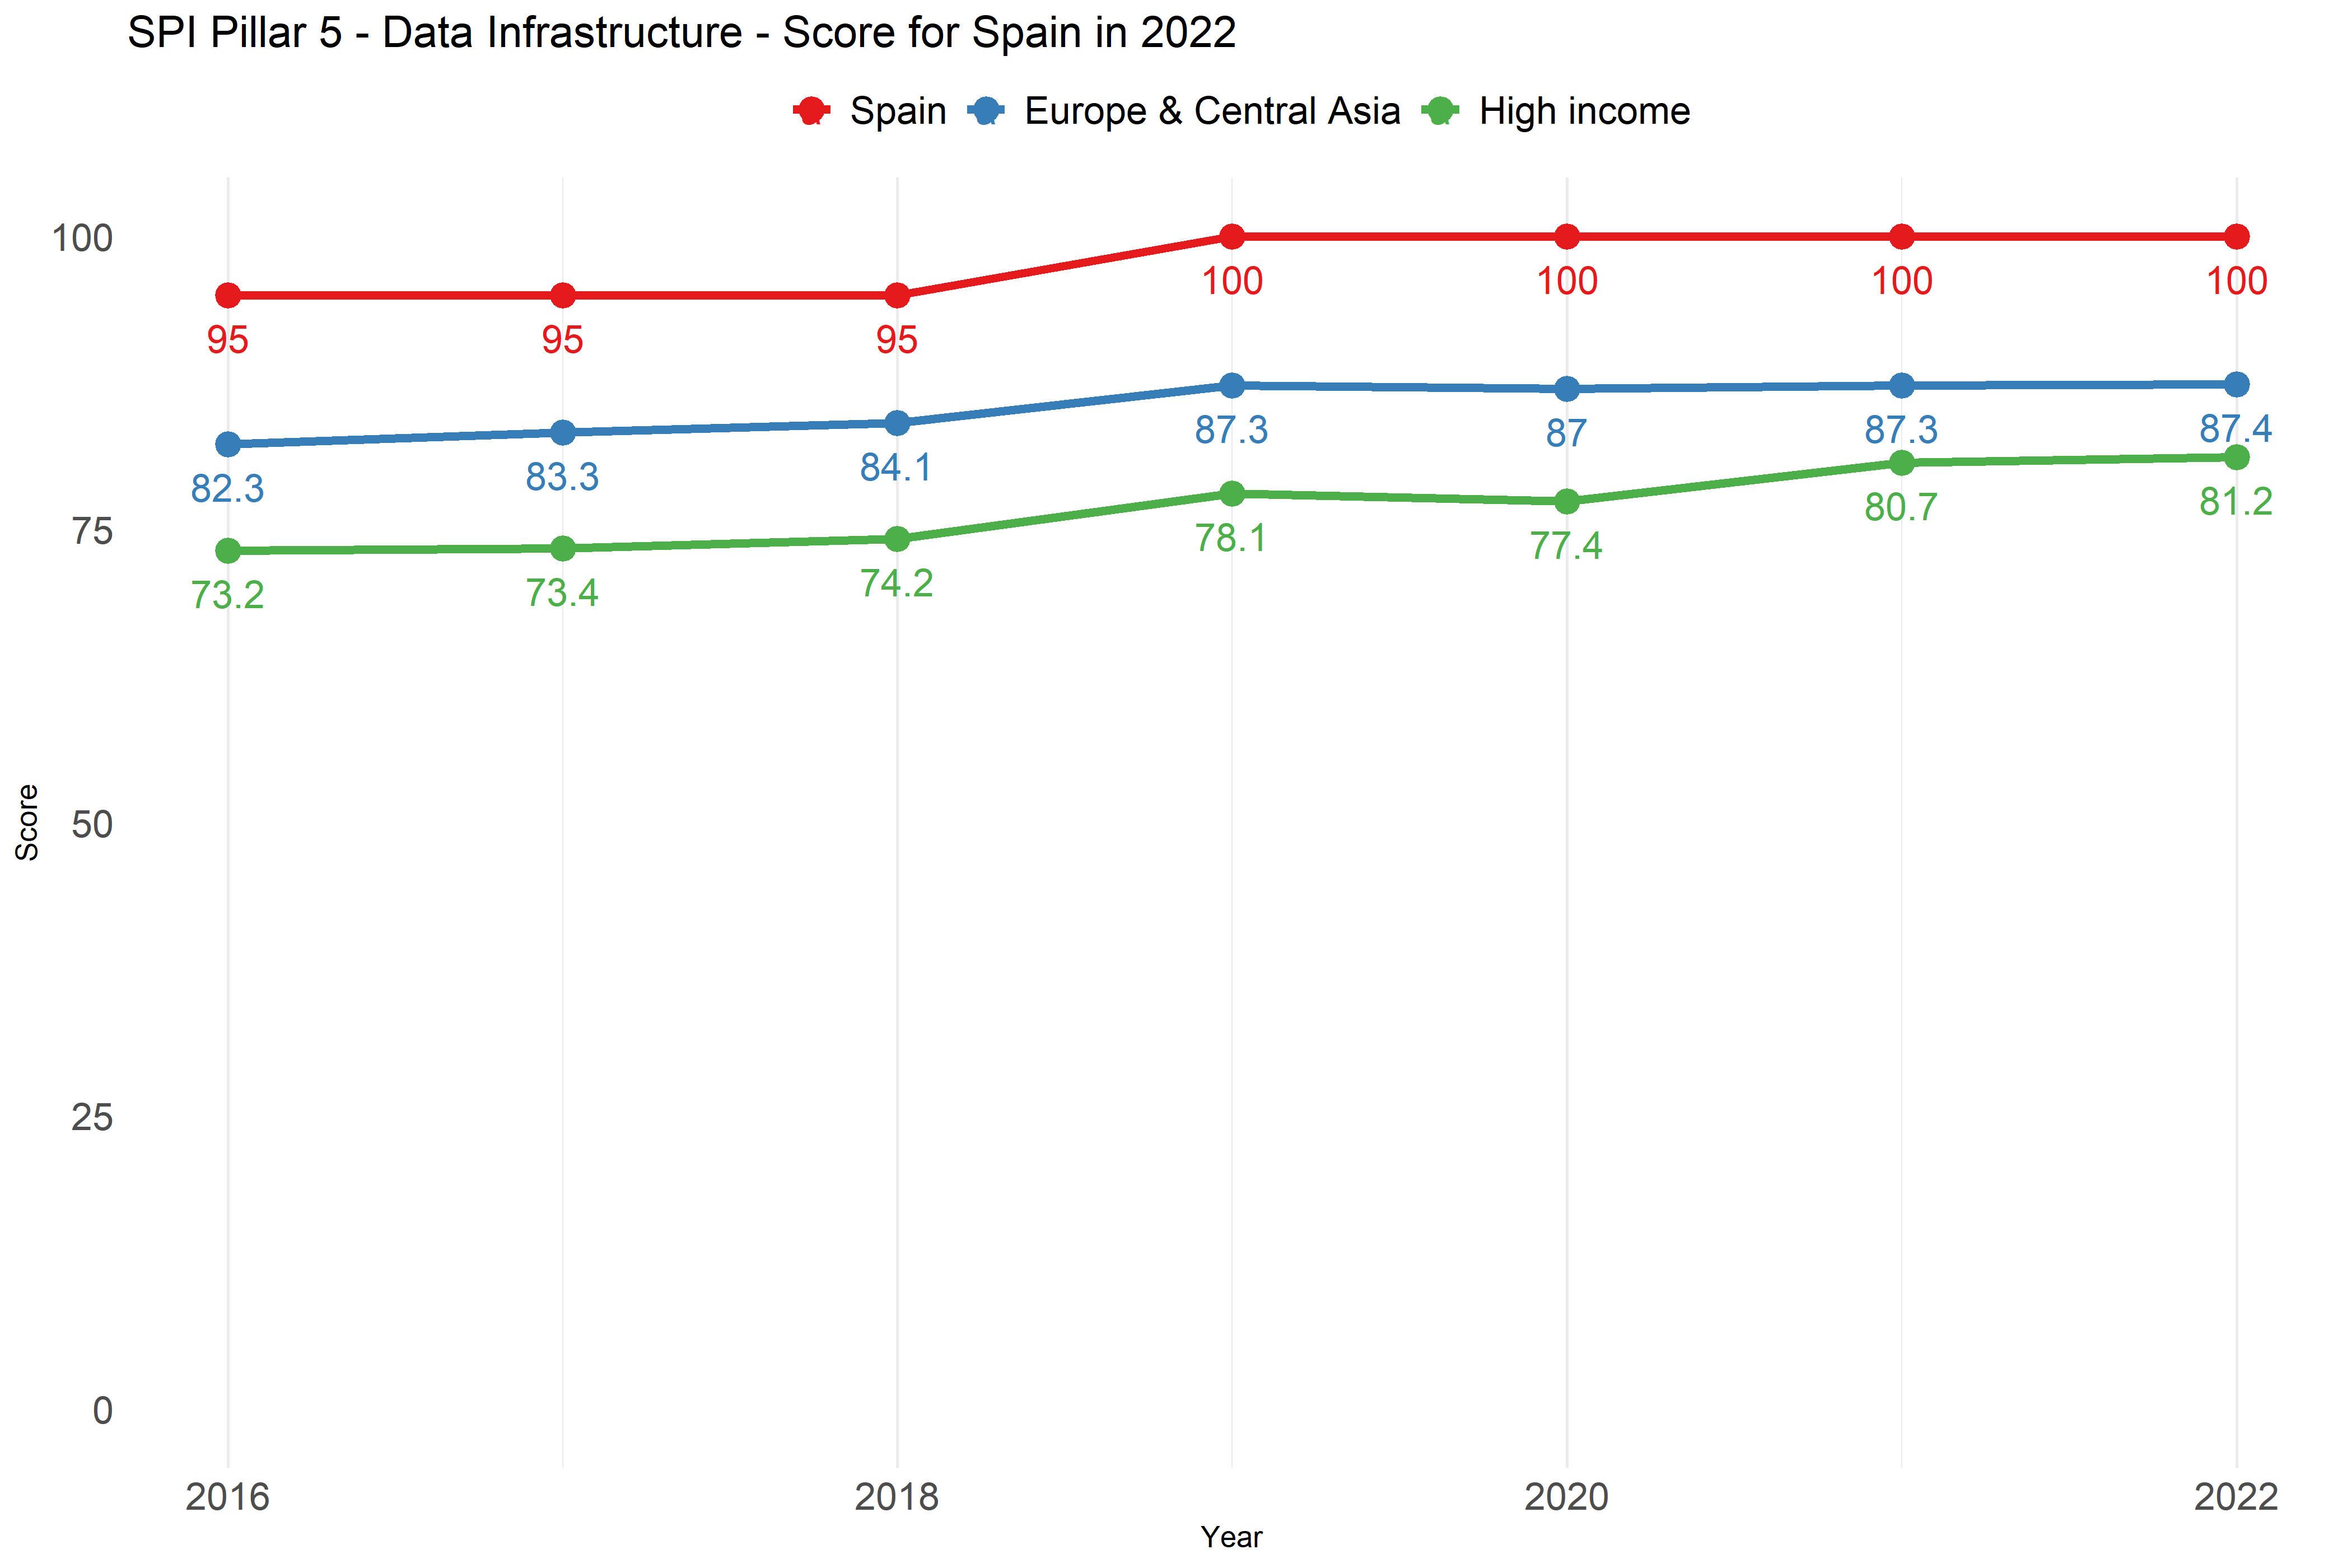 SPI Pillar 5 - Data Infrastructure - Score for Spain in 2022
Spain Europe & Central Asia High income
100
75
50
25
0
Score
100 100 100 100
95 95 95
87.3 87 87.3 87.4
82.3 83.3 84.1
78.1 77.4 80.7 81.2
73.2 73.4 74.2
2016 2018 2020 2022
Year